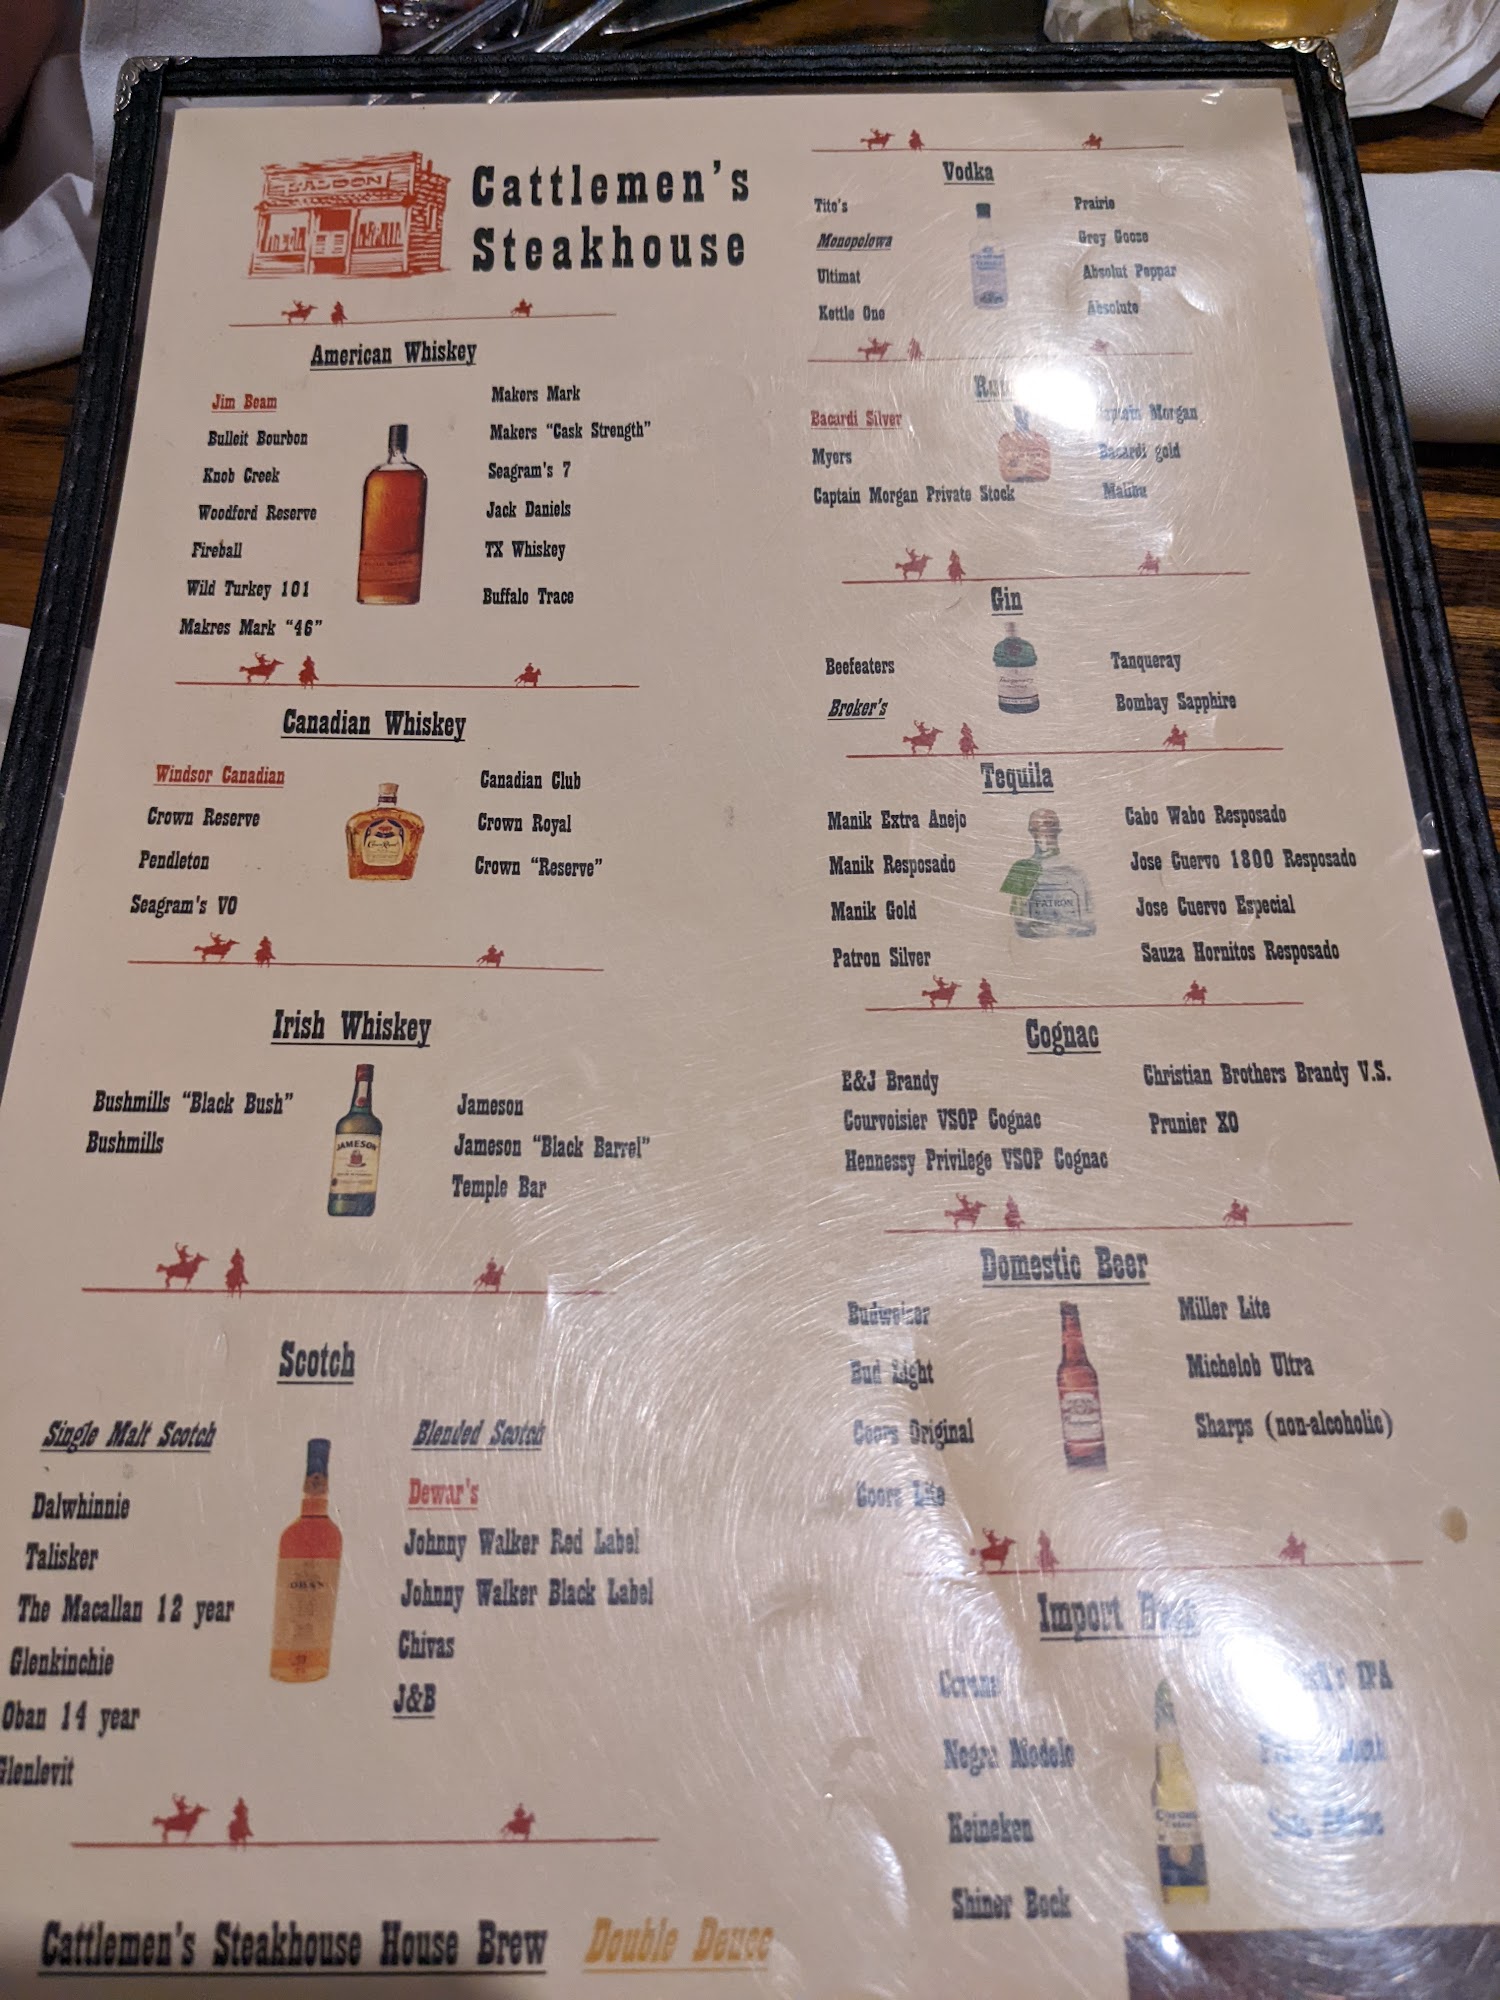 SALOON
Cattlemen's
Steakhouse
American Whiskey
Jim Beam
Bulleit Bourbon
Knob Creek
Woodford Reserve
Fireball
Wild Turkey 101
Makres Mark “46”
Makers Mark
Makers “Cask Strength”
Seagram's 7
Jack Daniels
TX Whiskey
Buffalo Trace
Canadian Whiskey
Windsor Canadian
Crown Reserve
Pendleton
Seagram's VO
Canadian Club
Crown Royal
Crown “Reserve”
Irish Whiskey
Bushmills “Black Bush”
Bushmills
JAMESON
Jameson
Jameson “Black Barrel”
Temple Bar
Scotch
Single Malt Scotch
Dalwhinnie
Talisker
The Macallan 12 year
Glenkinchie
Oban 14 year
Glenlevit
OBAN
Blended Scotch
Dewar's
Johnny Walker Red Label
Johnny Walker Black Label
Chivas
J&B
Cattlemen's Steakhouse House Brew Double Deuce
Vodka
Tito's
Monopolowa
Ultimat
Kettle One
Prairie
Grey Goose
Absolut Peppar
Absolute
Bacardi Silver
Myers
Captain Morgan Private Stock
Morgan
Bacardi gold
Malibu
Gin
Beefeaters
Broker's
Tanqueray
Bombay Sapphire
Tequila
Manik Extra Anejo
Manik Resposado
Manik Gold
Patron Silver
PATRON
Cabo Wabo Resposado
Jose Cuervo 1800 Resposado
Jose Cuervo Especial
Sauza Hornitos Resposado
Cognac
E&J Brandy
Courvoisier VSOP Cognac
Hennessy Privilege VSOP Cognac
Christian Brothers Brandy V.S.
Prunier XO
Domestic Beer
Budweiser
Bud Light
Coors Original
Coors Lite
Miller Lite
Michelob Ultra
Sharps (non-alcoholic)
Import
Corona
Negra Modelo
Heineken
Shiner Bock
Corona
IPA